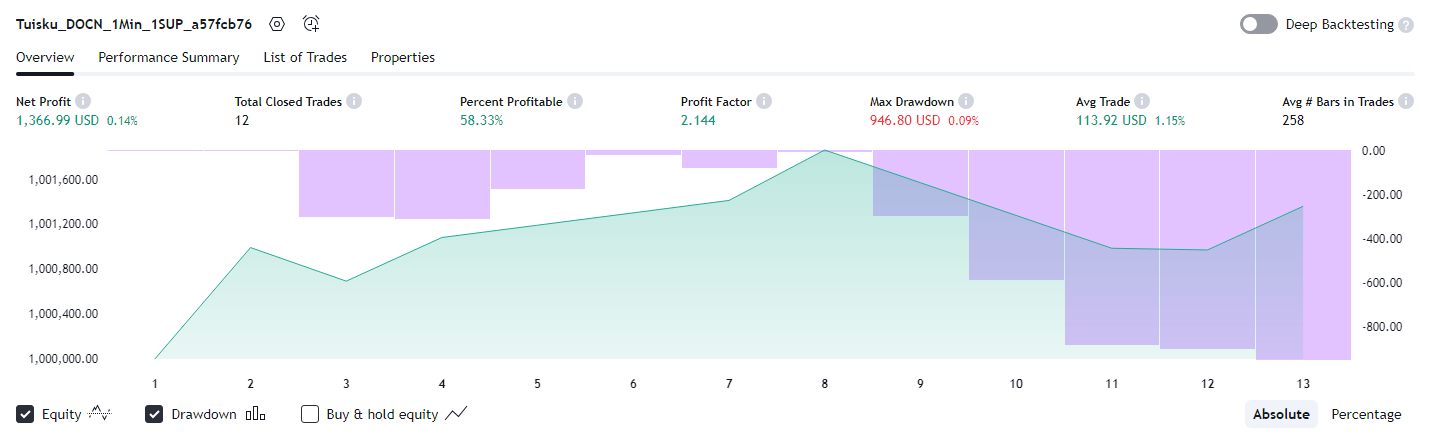 Tuisku_DOCN_1Min_1SUP_a57fcb76 Deep Backtesting ?
Overview Performance Summary List of Trades Properties
Net Profit i Total Closed Trades i Percent Profitable i Profit Factor i Max Drawdown i Avg Trade i Avg # Bars in Trades i
1,366.99 USD 0.14% 12 58.33% 2.144 946.80 USD 0.09% 113.92 USD 1.15% 258
0.00
1,001,600.00
-200.00
1,001,200.00
-400.00
1,000,800.00
-600.00
1,000,400.00
-800.00
1,000,000.00
1 2 3 4 5 6 7 8 9 10 11 12 13
Equity Drawdown Buy & hold equity Absolute Percentage